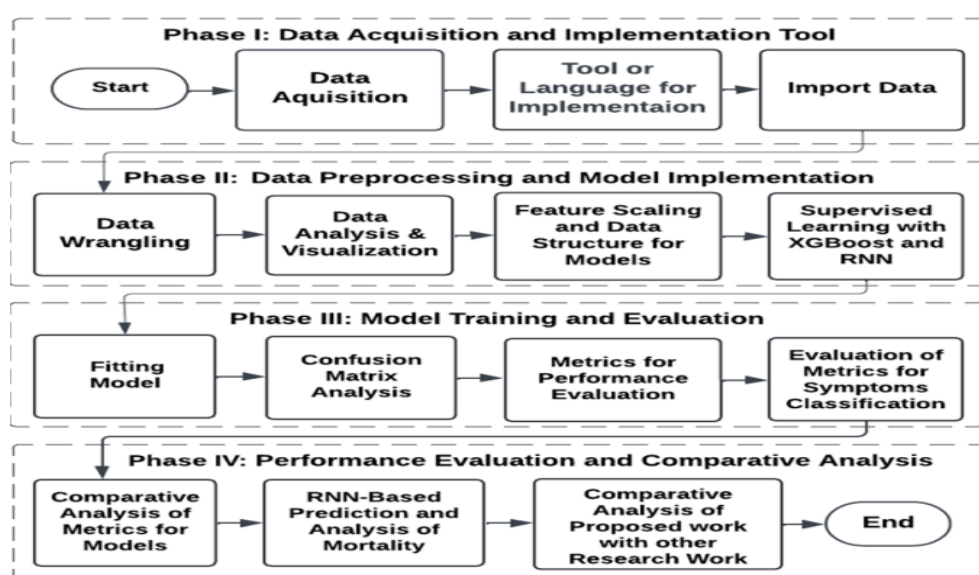 Phase I: Data Acquisition and Implementation Tool
Start
Data
Aquisition
Tool or
Language for
Implementaion
Import Data
Phase II:  Data Preprocessing and Model Implementation
Data
Wrangling
Data
Analysis &
Visualization
Feature Scaling
and Data
Structure for
Models
Supervised
Learning with
XGBoost and
RNN
Phase III: Model Training and Evaluation
Fitting
Model
Confusion
Matrix
Analysis
Metrics for
Performance
Evaluation
Evaluation of
Metrics for
Symptoms
Classification
Phase IV: Performance Evaluation and Comparative Analysis
Comparative
Analysis of
Metrics for
Models
RNN-Based
Prediction and
Analysis of
Mortality
Comparative
Analysis of
Proposed work
with other
Research Work
End